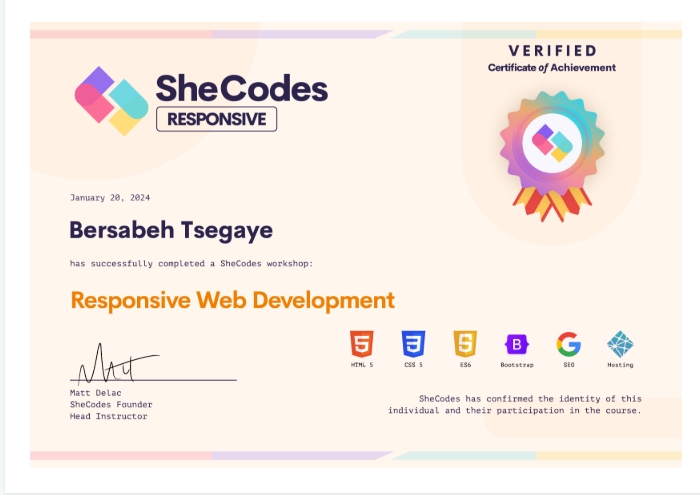 VERIFIED
Certificate of Achievement
SheCodes
RESPONSIVE
January 20, 2024
Bersabeh Tsegaye
has successfully completed a SheCodes workshop:
Responsive Web Development
HTML 5 CSS 5 ES6 Bootstrap SEO Hosting
Matt Delac
SheCodes Founder
Head Instructor
SheCodes has confirmed the identity of this
individual and their participation in the course.